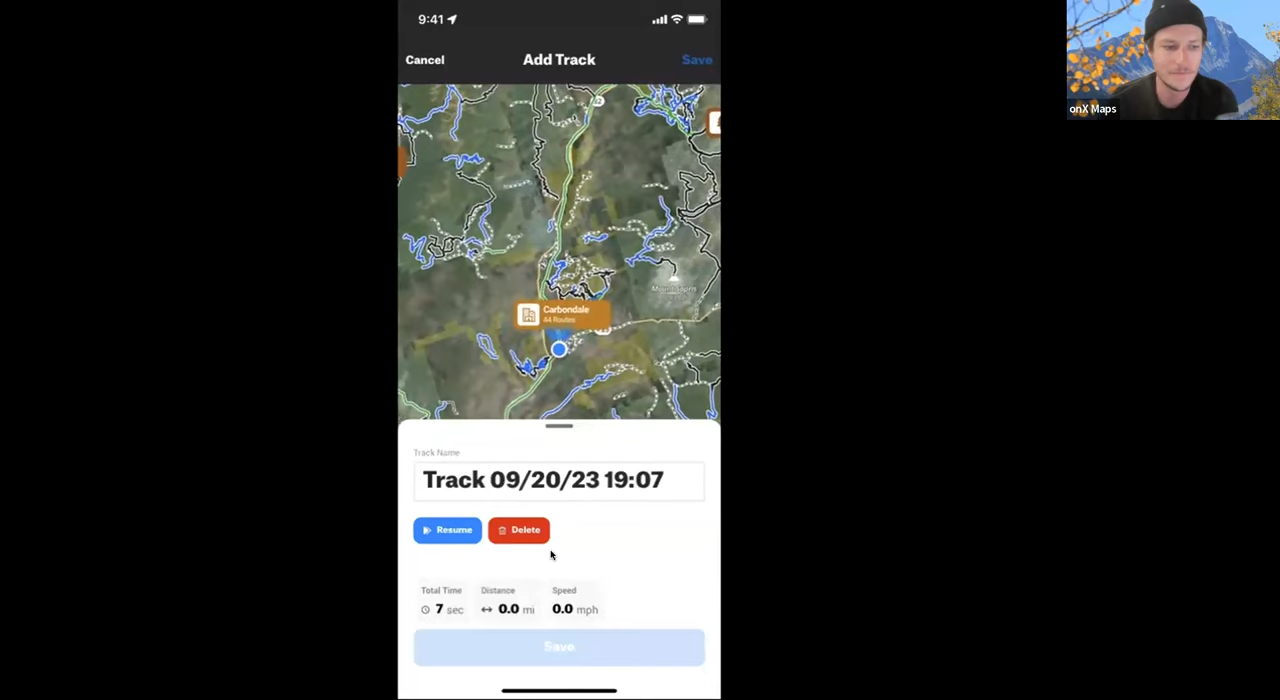 9:41
Cancel
Add Track
Save
onX Maps
Mount Sopris
Carbondale
44 Routes
Track Name
Track 09/20/23 19:07
Resume
Delete
Total Time
Distance
Speed
7 sec
0.0 mi
0.0 mph
Save